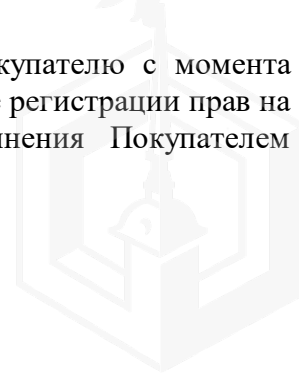 купателю с момента
регистрации прав на
нения Покупателем